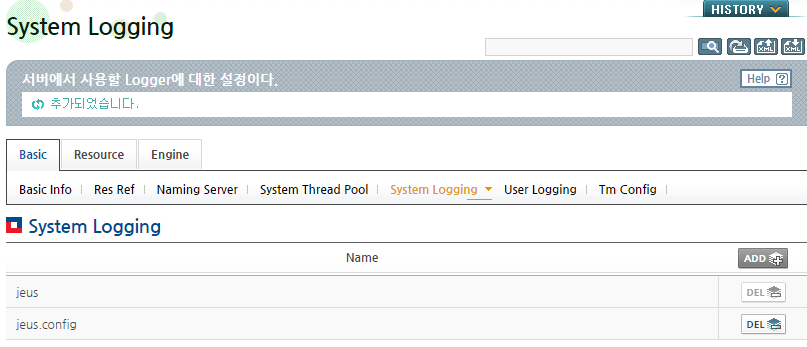 HISTORY
System Logging
XML XML
서버에서 사용할 Logger에 대한 설정이다.
Help ?
추가되었습니다.
Basic Resource Engine
Basic Info Res Ref Naming Server System Thread Pool System Logging User Logging Tm Config
System Logging
Name ADD
jeus DEL
jeus.config DEL